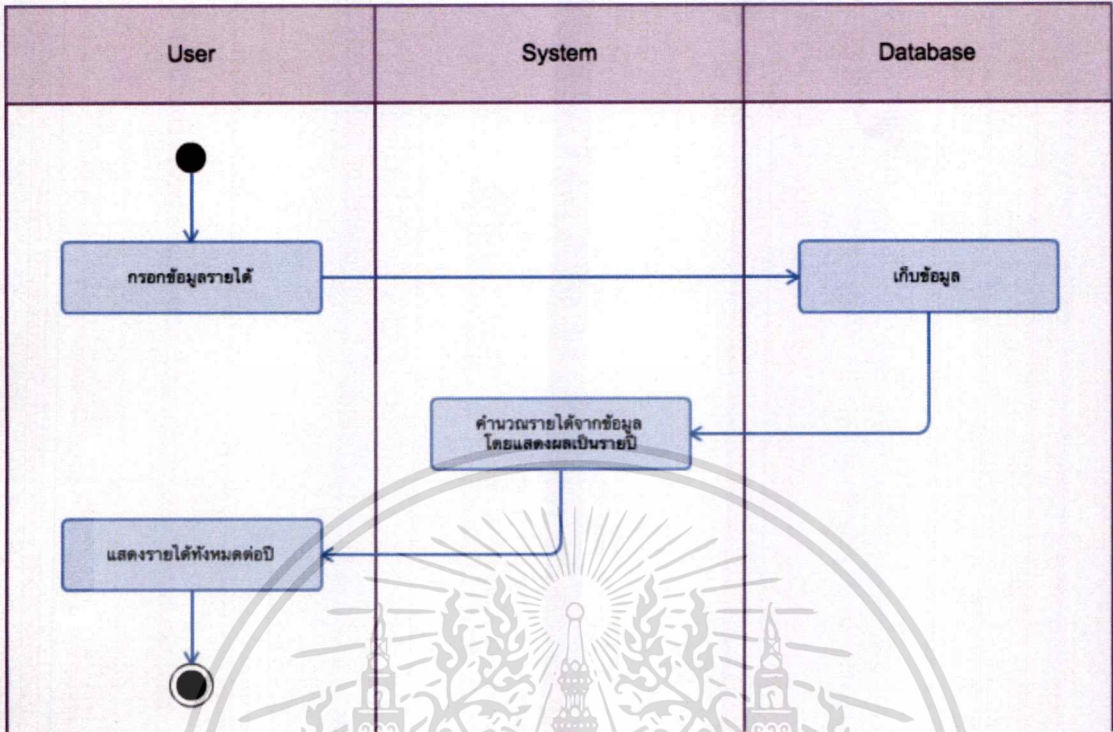 User
System
Database
กรอกข้อมูลรายได้
เก็บข้อมูล
คำนวณรายได้จากข้อมูล
โดยแสดงผลเป็นรายปี
แสดงรายได้ทั้งหมดต่อปี